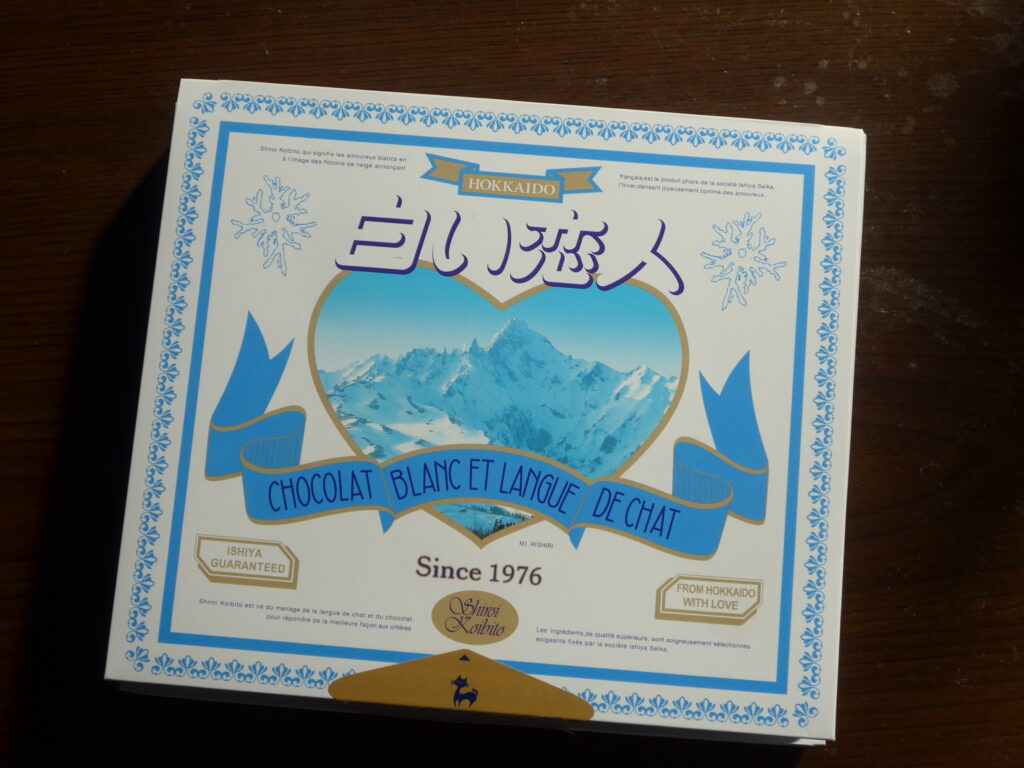 HOKKAIDO
Shiroi Koibito, qui signifie les amoureux blancs en
à l'image des flocons de neige annonçant
français,est le produit phare de la société Ishiya Seika,
l'hiver,dansant joyeusement comme des amoureux.
白い恋人
CHOCOLAT BLANC ET LANGUE DE CHAT
Mt. RISHIRI
ISHIYA
GUARANTEED
Since 1976
FROM HOKKAIDO
WITH LOVE
Shiroi Koibito est né du mariage de la langue de chat et du chocolat,
pour répondre de la meilleure façon aux critères
Shiroi
Koibito
Les ingrédients,de qualité supérieure, sont soigneusement sélectionnés
exigeants fixés par la société Ishiya Seika.